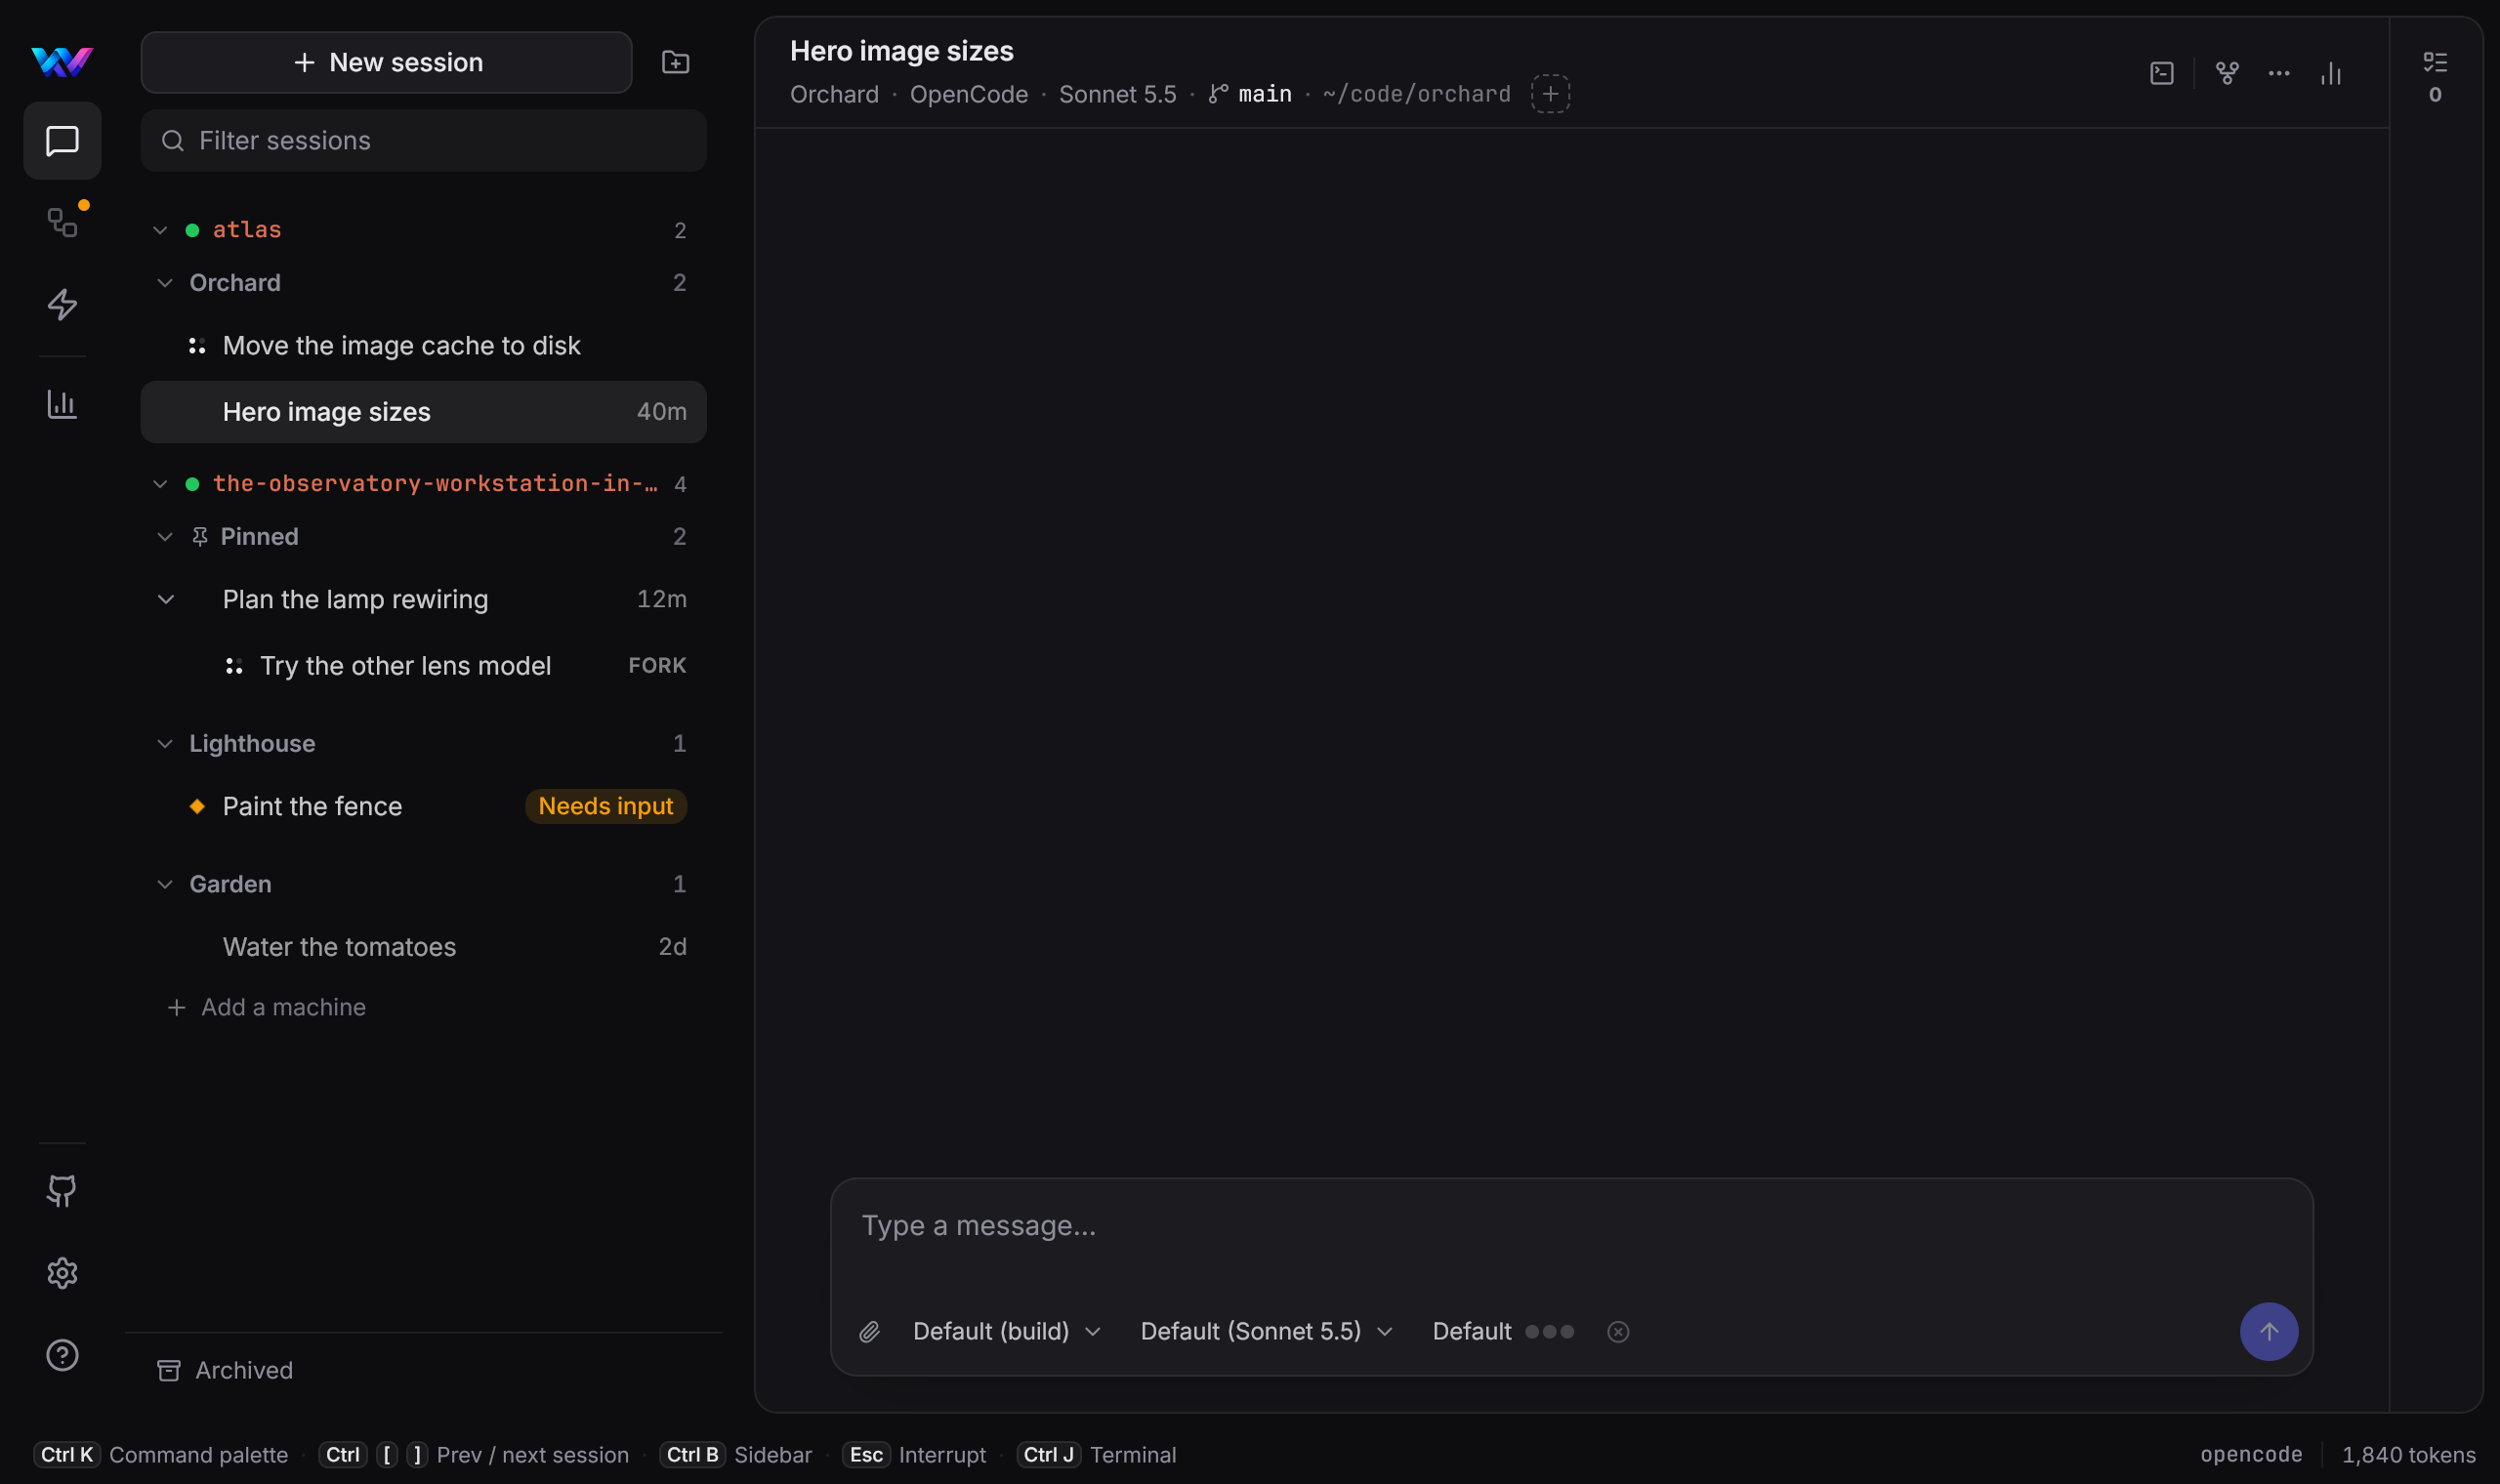 New session
Filter sessions
atlas 2
Orchard 2
Move the image cache to disk
Hero image sizes 40m
the-observatory-workstation-in-… 4
Pinned 2
Plan the lamp rewiring 12m
Try the other lens model FORK
Lighthouse 1
Paint the fence Needs input
Garden 1
Water the tomatoes 2d
Add a machine
Archived
Hero image sizes
Orchard · OpenCode · Sonnet 5.5 · main · ~/code/orchard
0
Type a message...
Default (build) Default (Sonnet 5.5) Default
Ctrl K Command palette · Ctrl [ ] Prev / next session · Ctrl B Sidebar · Esc Interrupt · Ctrl J Terminal
opencode 1,840 tokens